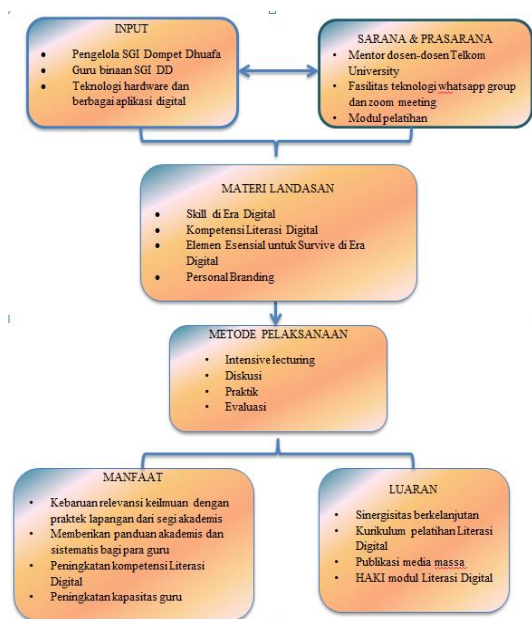 INPUT
• Pengelola SGI Dompet Dhuafa
• Guru binaan SGI DD
• Teknologi hardware dan
berbagai aplikasi digital
SARANA & PRASARANA
• Mentor dosen-dosen Telkom
University
• Fasilitas teknologi whatsapp group
dan zoom meeting
• Modul pelatihan
MATERI LANDASAN
• Skill di Era Digital
• Kompetensi Literasi Digital
• Elemen Esensial untuk Survive di Era
Digital
• Personal Branding
METODE PELAKSANAAN
• Intensive lecturing
• Diskusi
• Praktik
• Evaluasi
MANFAAT
• Kebaruan relevansi keilmuan dengan
praktek lapangan dari segi akademis
• Memberikan panduan akademis dan
sistematis bagi para guru
• Peningkatan kompetensi Literasi
Digital
• Peningkatan kapasitas guru
LUARAN
• Sinergisitas berkelanjutan
• Kurikulum pelatihan Literasi
Digital
• Publikasi media massa
• HAKI modul Literasi Digital